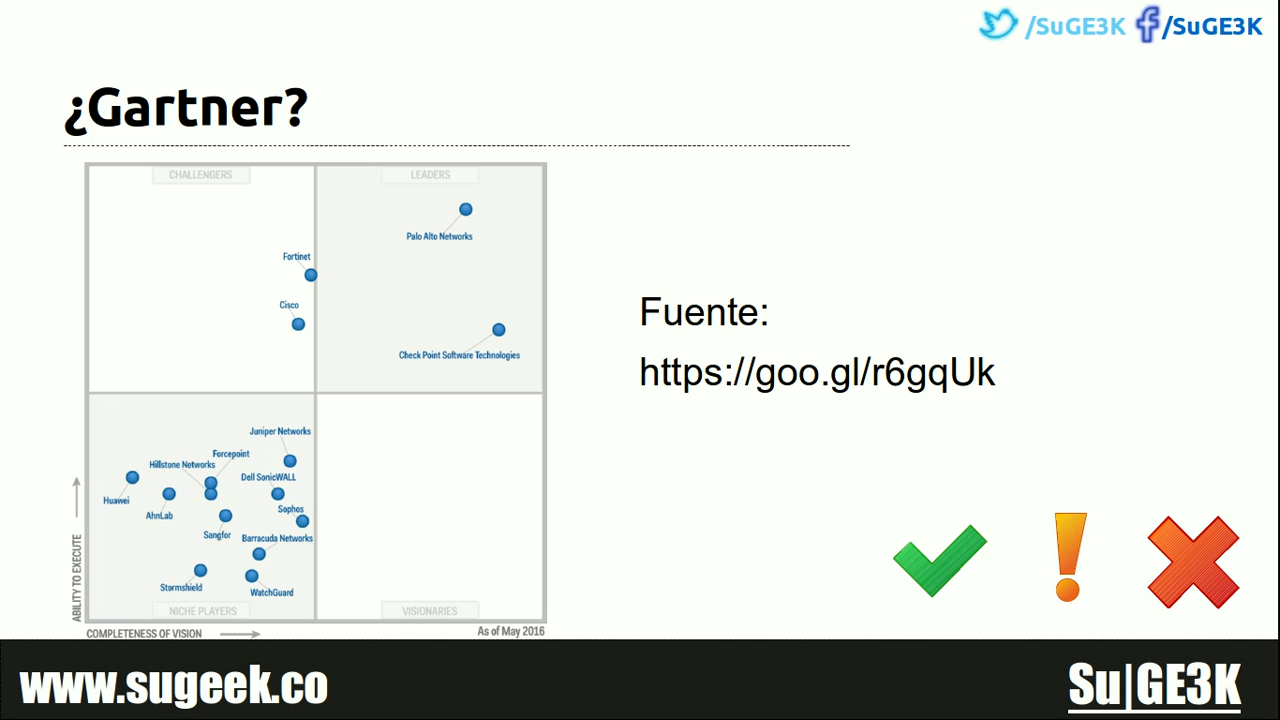 /SuGE3K /SuGE3K
¿Gartner?
CHALLENGERS LEADERS
Palo Alto Networks
Fortinet
Cisco
Check Point Software Technologies
Fuente:
https://goo.gl/r6gqUk
Juniper Networks
Forcepoint
Hillstone Networks
Dell SonicWALL
Huawei
AhnLab
Sophos
Sangfor
Barracuda Networks
Stormshield
WatchGuard
NICHE PLAYERS VISIONARIES
ABILITY TO EXECUTE
COMPLETENESS OF VISION
As of May 2016
www.sugeek.co
Su|GE3K